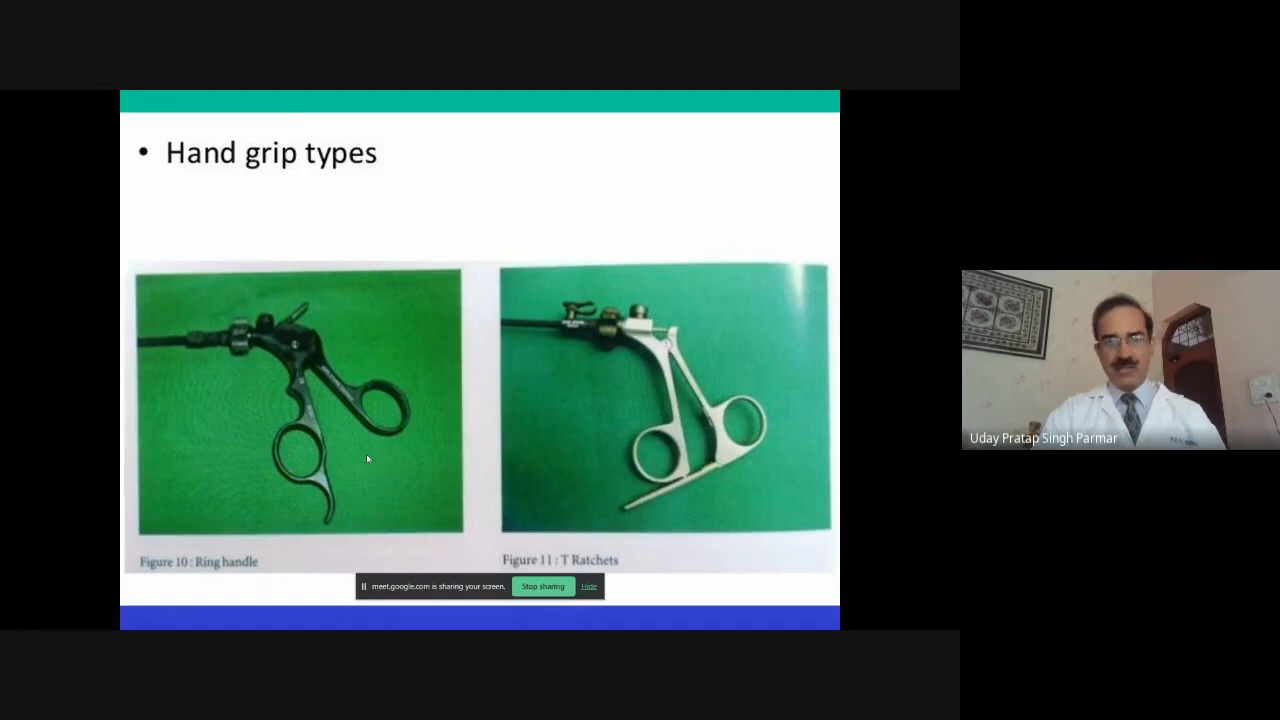 • Hand grip types
Figure 10 : Ring handle
Figure 11 : T Ratchets
meet.google.com is sharing your screen.
Stop sharing
Hide
Uday Pratap Singh Parmar